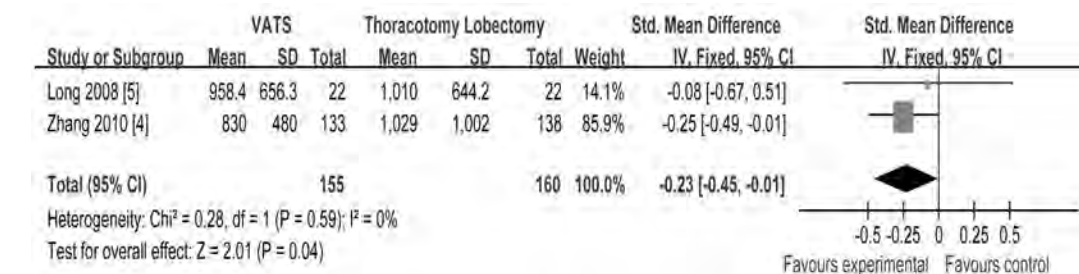 VATS Thoracotomy Lobectomy Std. Mean Difference Std. Mean Difference
Study or Subgroup Mean SD Total Mean SD Total Weight IV, Fixed, 95% CI IV, Fixed, 95% CI
Long 2008 [5] 958.4 656.3 22 1,010 644.2 22 14.1% -0.08 [-0.67, 0.51]
Zhang 2010 [4] 830 480 133 1,029 1,002 138 85.9% -0.25 [-0.49, -0.01]
Total (95% CI) 155 160 100.0% -0.23 [-0.45, -0.01]
Heterogeneity: Chi² = 0.28, df = 1 (P = 0.59); I² = 0%
Test for overall effect: Z = 2.01 (P = 0.04)
-0.5 -0.25 0 0.25 0.5
Favours experimental Favours control